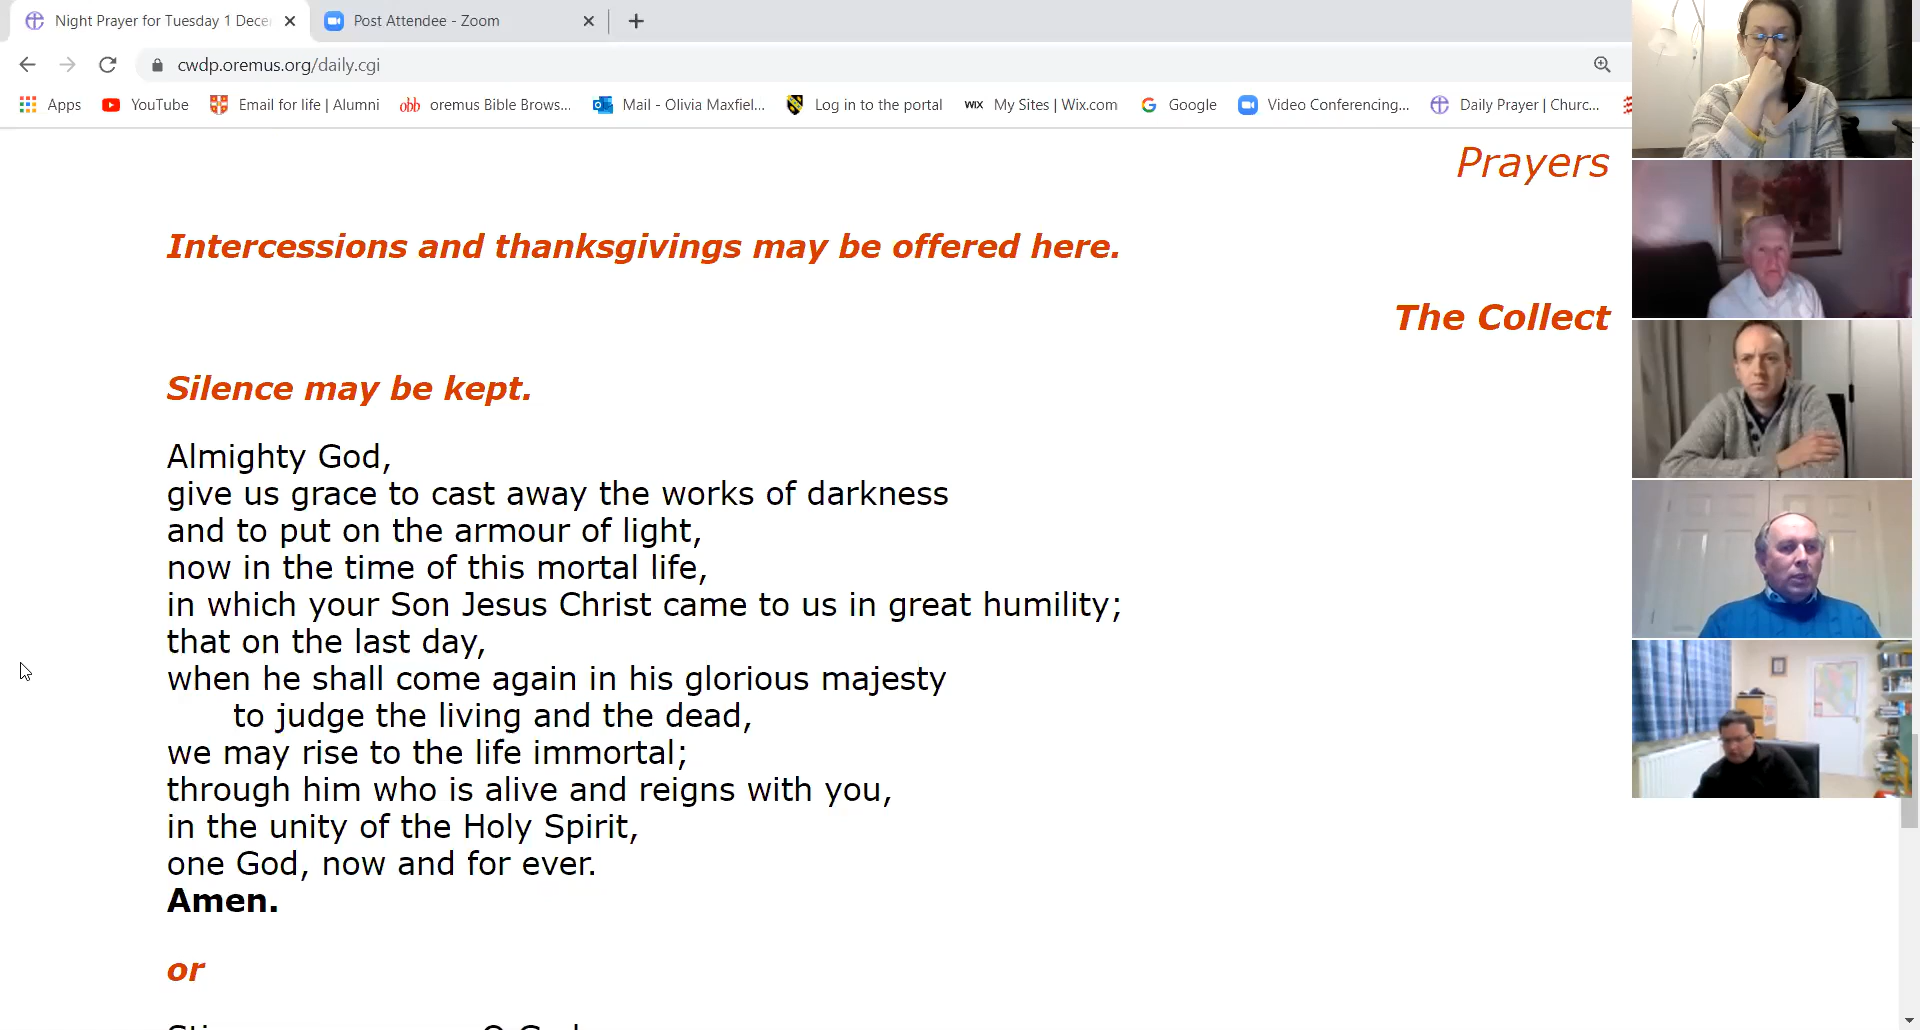 Night Prayer for Tuesday 1 Dece
Post Attendee - Zoom
cwdp.oremus.org/daily.cgi
Apps
YouTube
Email for life | Alumni
obb
oremus Bible Brows...
Mail - Olivia Maxfiel...
Log in to the portal
WIX
My Sites | Wix.com
Google
Video Conferencing...
Daily Prayer | Churc...
Prayers
Intercessions and thanksgivings may be offered here.
The Collect
Silence may be kept.
Almighty God,
give us grace to cast away the works of darkness
and to put on the armour of light,
now in the time of this mortal life,
in which your Son Jesus Christ came to us in great humility;
that on the last day,
when he shall come again in his glorious majesty
to judge the living and the dead,
we may rise to the life immortal;
through him who is alive and reigns with you,
in the unity of the Holy Spirit,
one God, now and for ever.
Amen.
or